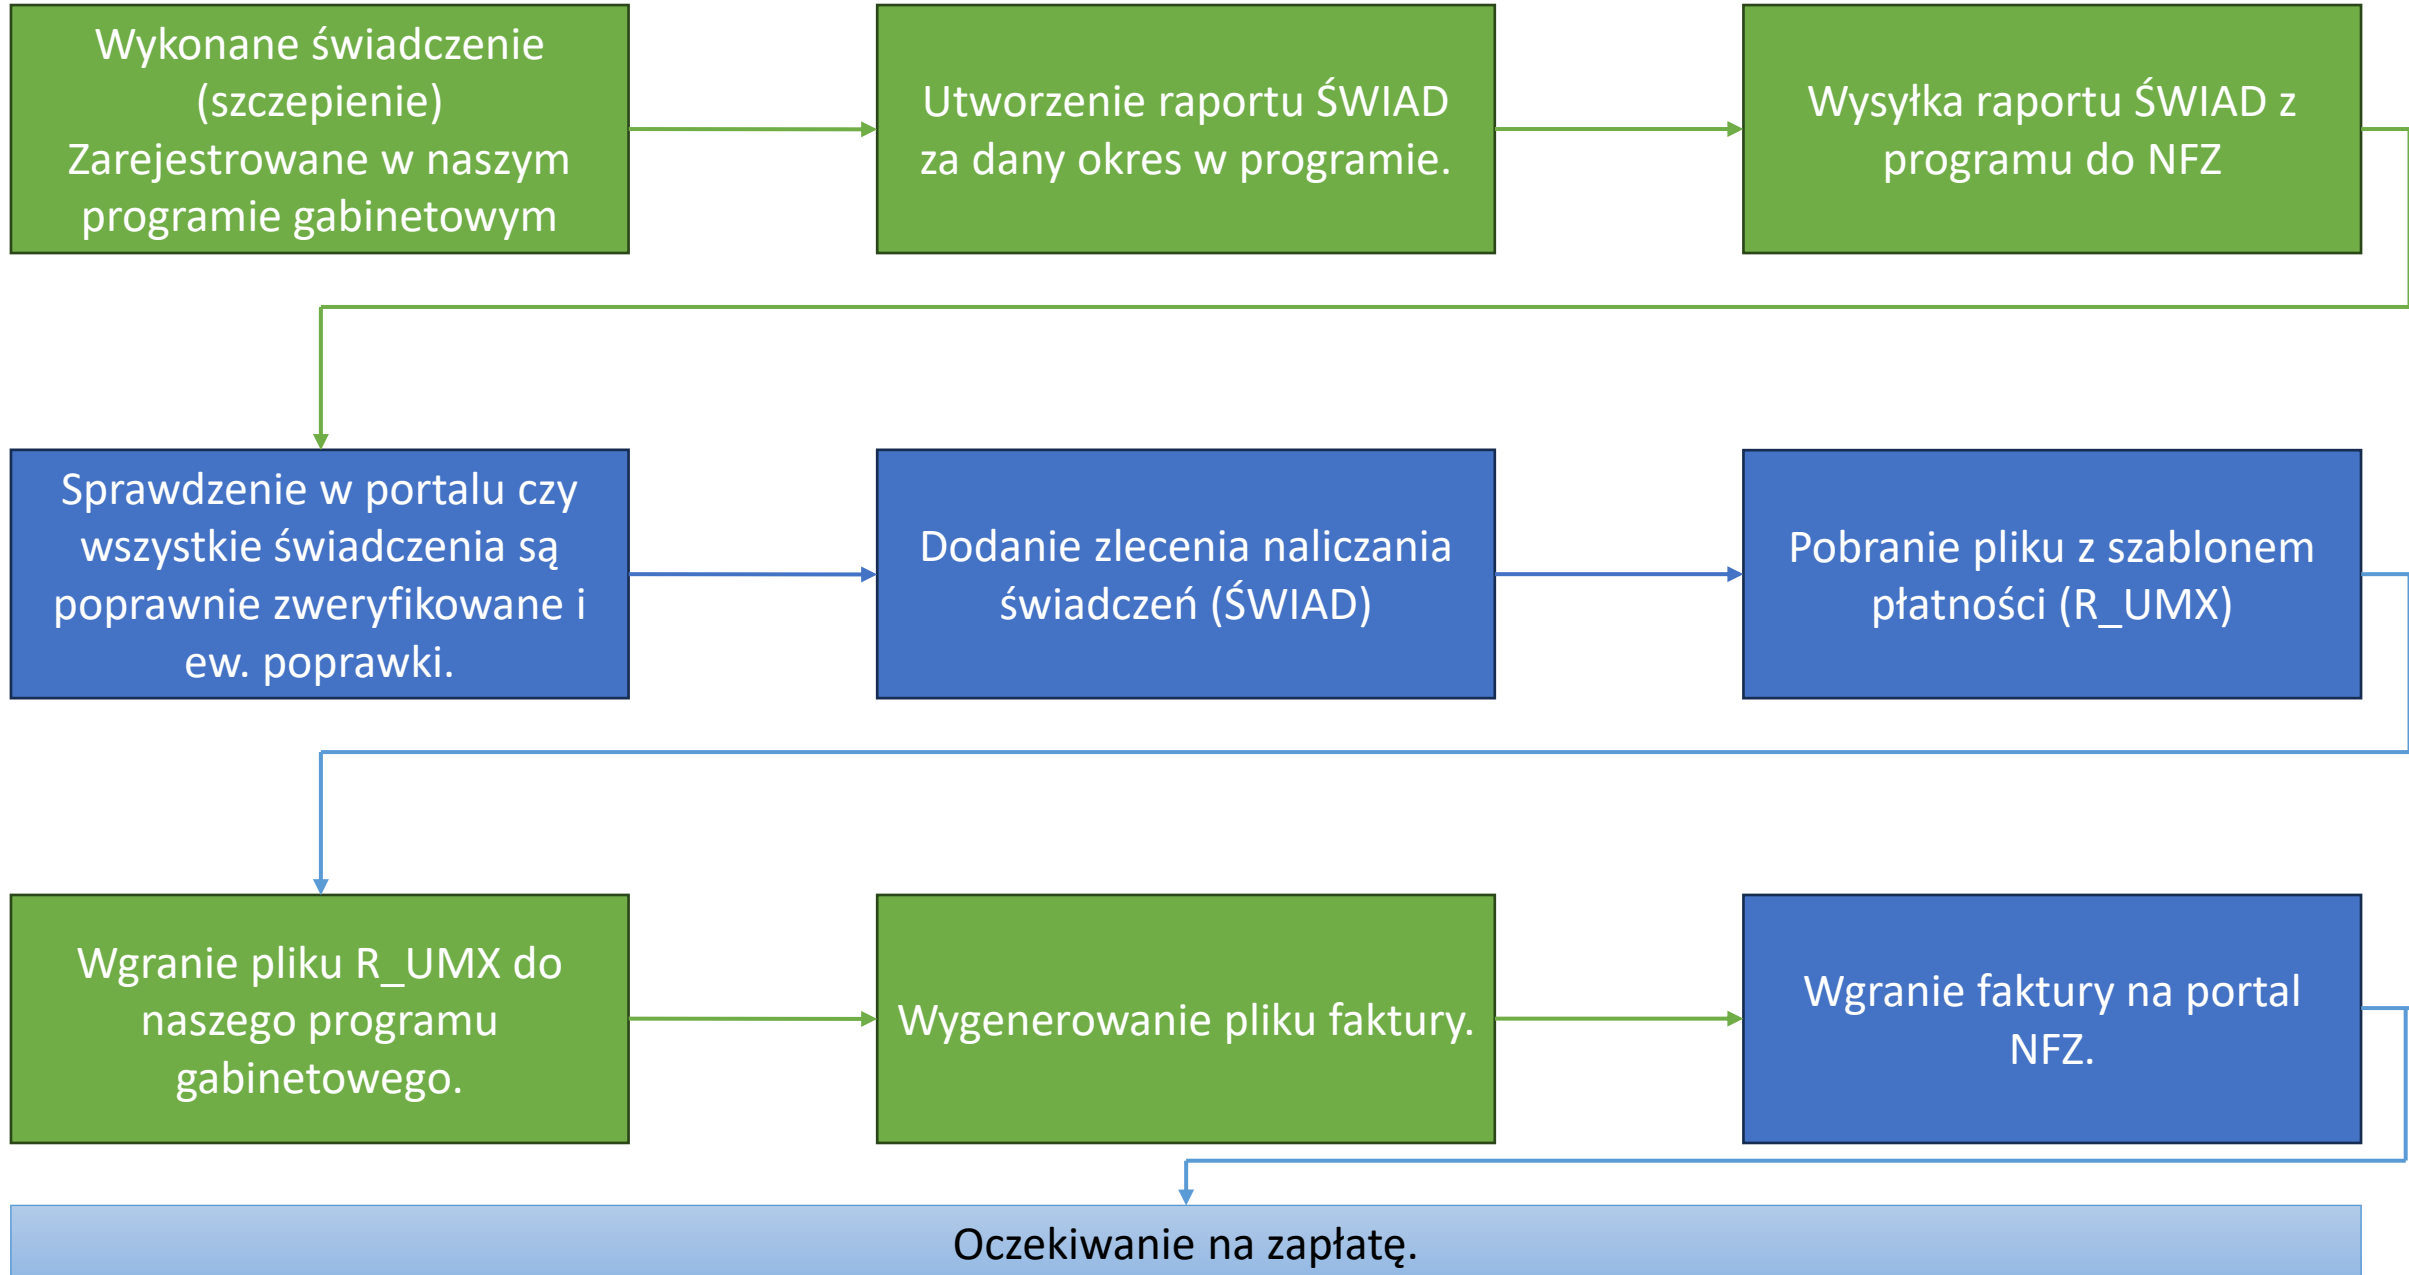 Wykonane świadczenie
(szczepienie)
Zarejestrowane w naszym
programie gabinetowym
Utworzenie raportu ŚWIAD
za dany okres w programie.
Wysyłka raportu ŚWIAD z
programu do NFZ
Sprawdzenie w portalu czy
wszystkie świadczenia są
poprawnie zweryfikowane i
ew. poprawki.
Dodanie zlecenia naliczania
świadczeń (ŚWIAD)
Pobranie pliku z szablonem
płatności (R_UMX)
Wgranie pliku R_UMX do
naszego programu
gabinetowego.
Wygenerowanie pliku faktury.
Wgranie faktury na portal
NFZ.
Oczekiwanie na zapłatę.